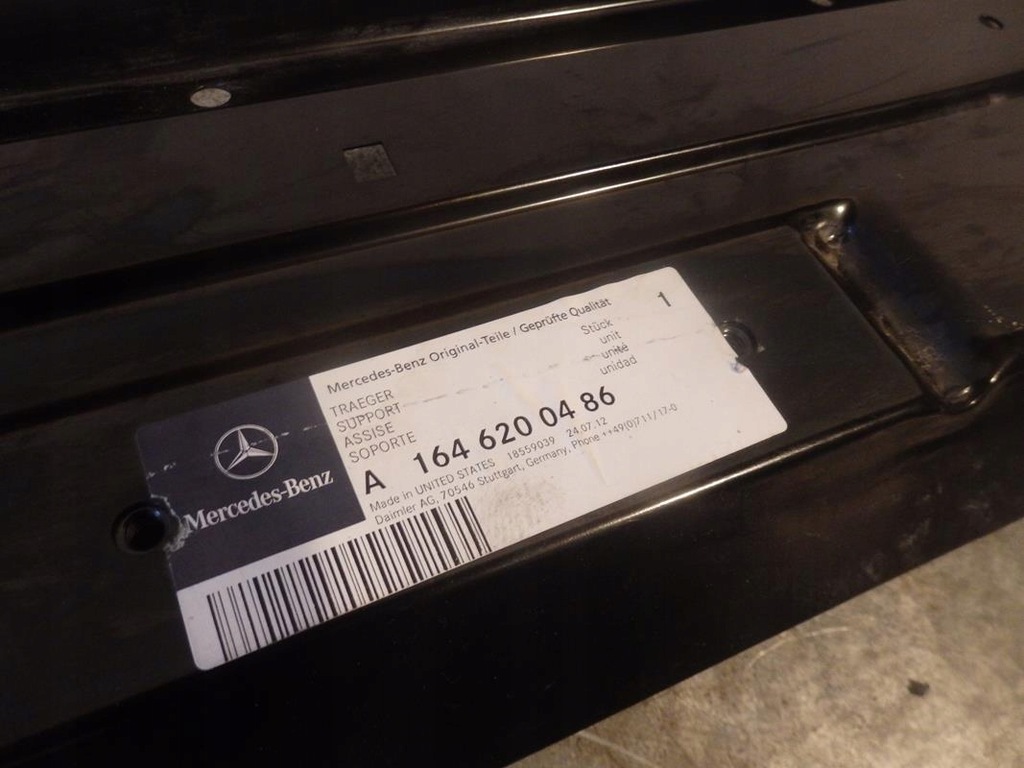 Mercedes-Benz Original-Teile / Geprüfte Qualität
TRAEGER
SUPPORT
ASSISE
SOPORTE
Stück
unit
unité
unidad
1
A 164 620 04 86
Made in UNITED STATES 18559039 24.07.12
Daimler AG, 70546 Stuttgart, Germany, Phone ++49(0)711/17-0
Mercedes-Benz